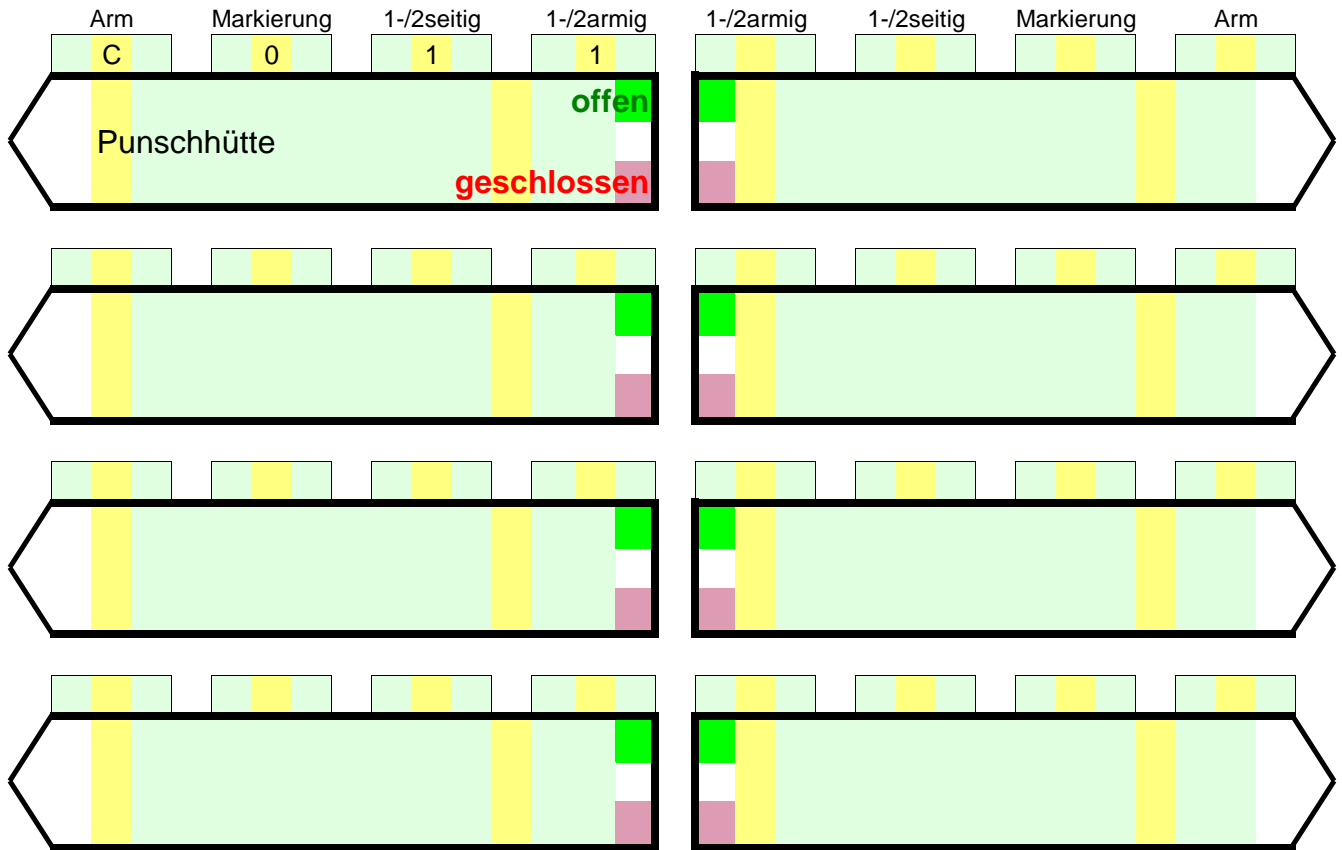 Arm Markierung 1-/2seitig 1-/2armig 1-/2armig 1-/2seitig Markierung Arm
C 0 1 1
offen
Punschhütte
geschlossen